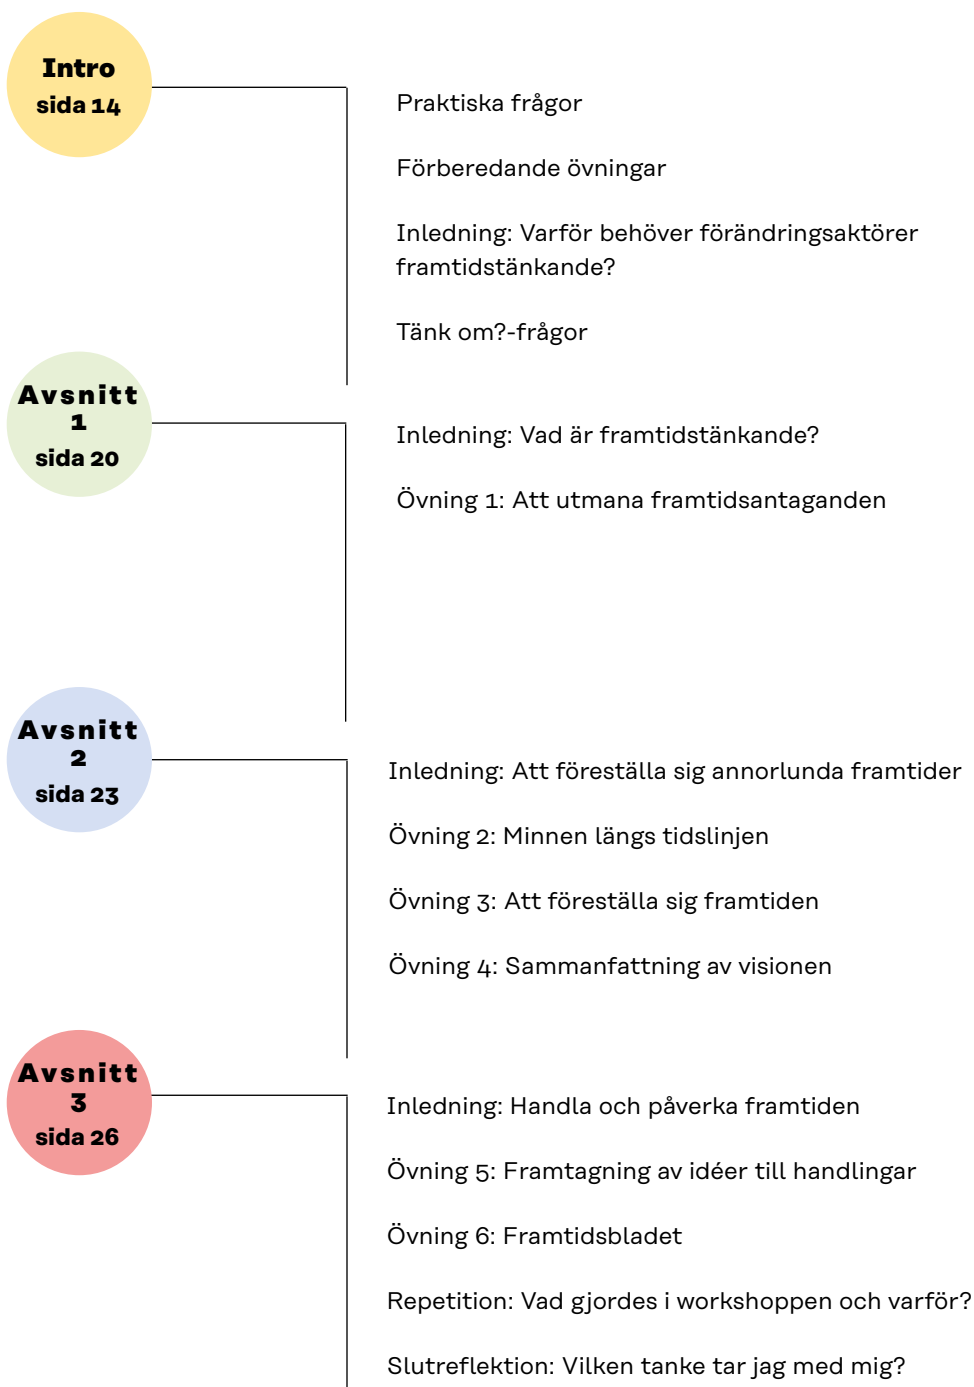 Intro
sida 14
Praktiska frågor
Förberedande övningar
Inledning: Varför behöver förändringsaktörer
framtidstänkande?
Tänk om?-frågor
Avsnitt
1
sida 20
Inledning: Vad är framtidstänkande?
Övning 1: Att utmana framtidsantaganden
Avsnitt
2
sida 23
Inledning: Att föreställa sig annorlunda framtider
Övning 2: Minnen längs tidslinjen
Övning 3: Att föreställa sig framtiden
Övning 4: Sammanfattning av visionen
Avsnitt
3
sida 26
Inledning: Handla och påverka framtiden
Övning 5: Framtagning av idéer till handlingar
Övning 6: Framtidsbladet
Repetition: Vad gjordes i workshoppen och varför?
Slutreflektion: Vilken tanke tar jag med mig?